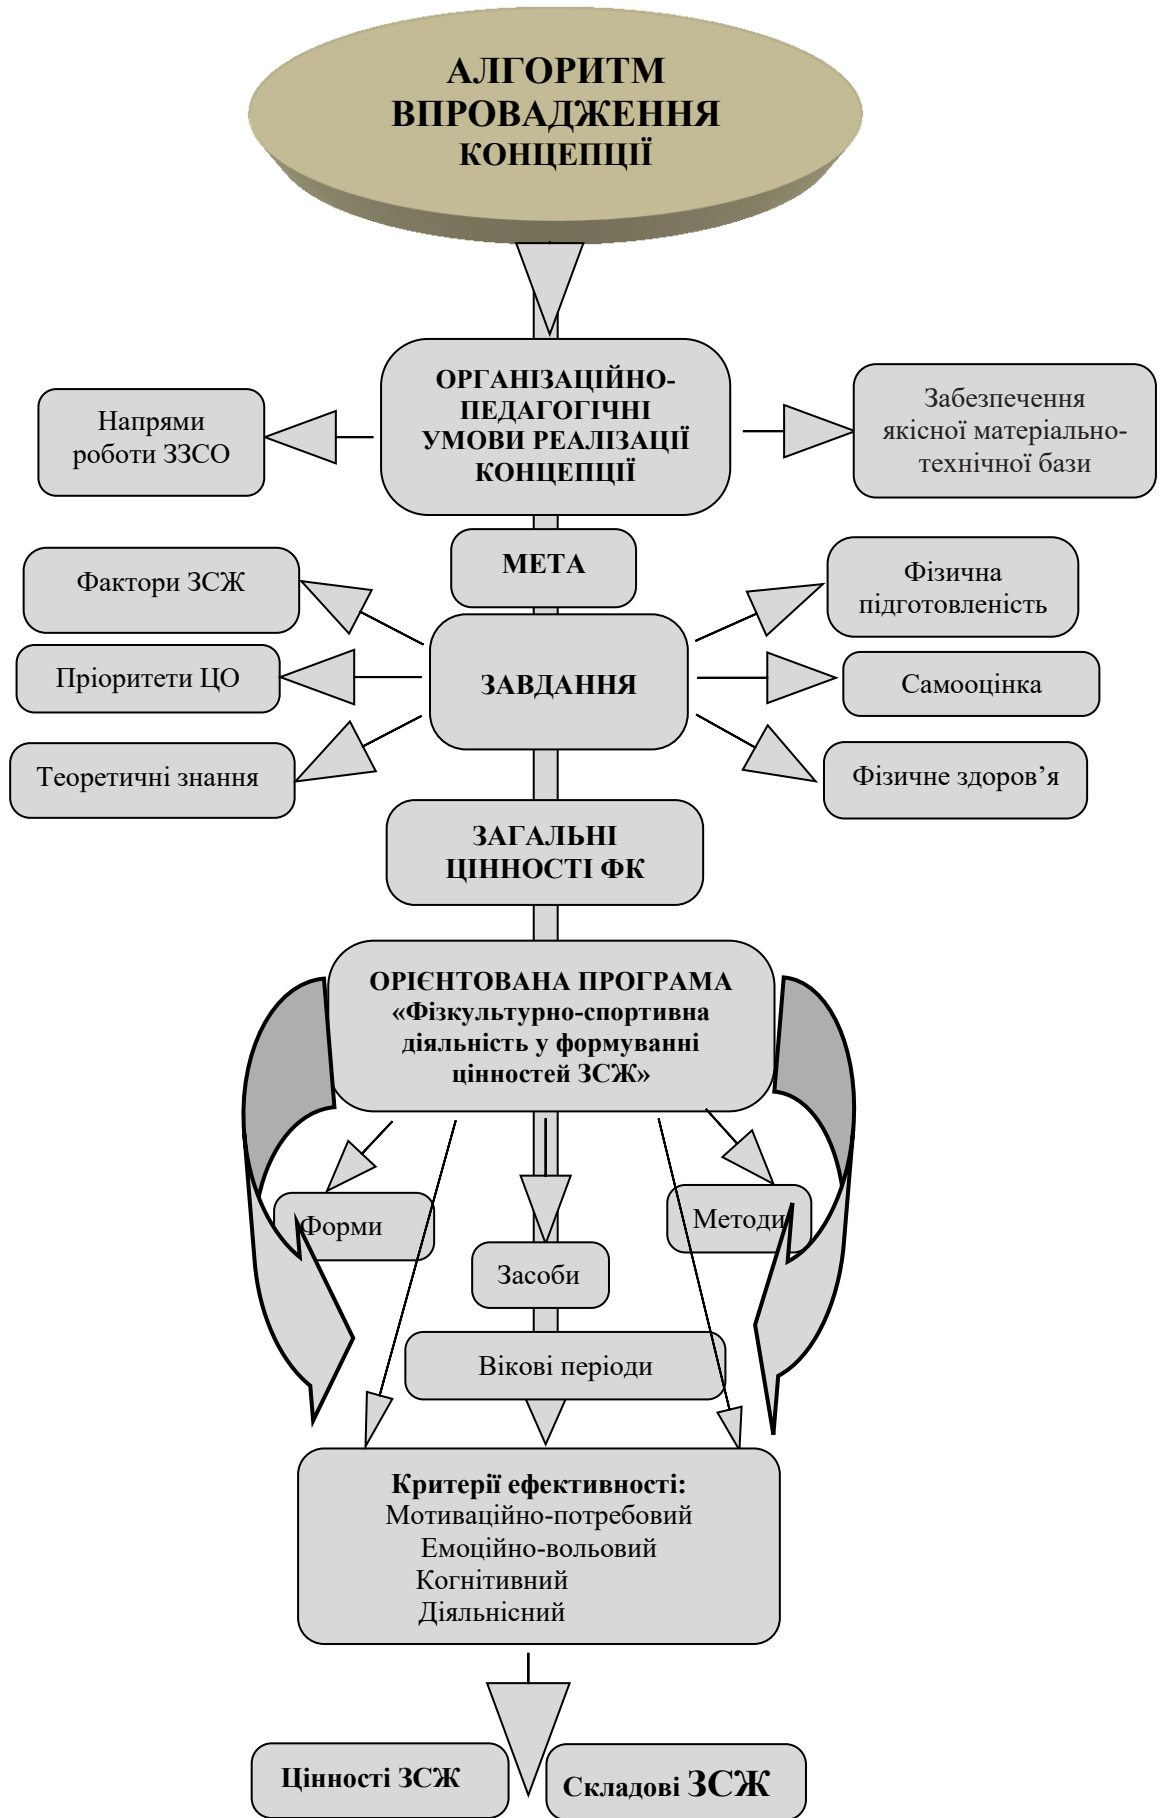 АЛГОРИТМ
ВПРОВАДЖЕННЯ
КОНЦЕПЦІЇ
ОРГАНІЗАЦІЙНО-
ПЕДАГОГІЧНІ
УМОВИ РЕАЛІЗАЦІЇ
КОНЦЕПЦІЇ
Напрями
роботи ЗЗСО
Забезпечення
якісної матеріально-
технічної бази
МЕТА
Фактори ЗСЖ
Пріоритети ЦО
Теоретичні знання
ЗАВДАННЯ
Фізична
підготовленість
Самооцінка
Фізичне здоров’я
ЗАГАЛЬНІ
ЦІННОСТІ ФК
ОРІЄНТОВАНА ПРОГРАМА
«Фізкультурно-спортивна
діяльність у формуванні
цінностей ЗСЖ»
Форми
Засоби
Методи
Вікові періоди
Критерії ефективності:
Мотиваційно-потребовий
Емоційно-вольовий
Когнітивний
Діяльнісний
Цінності ЗСЖ
Складові ЗСЖ